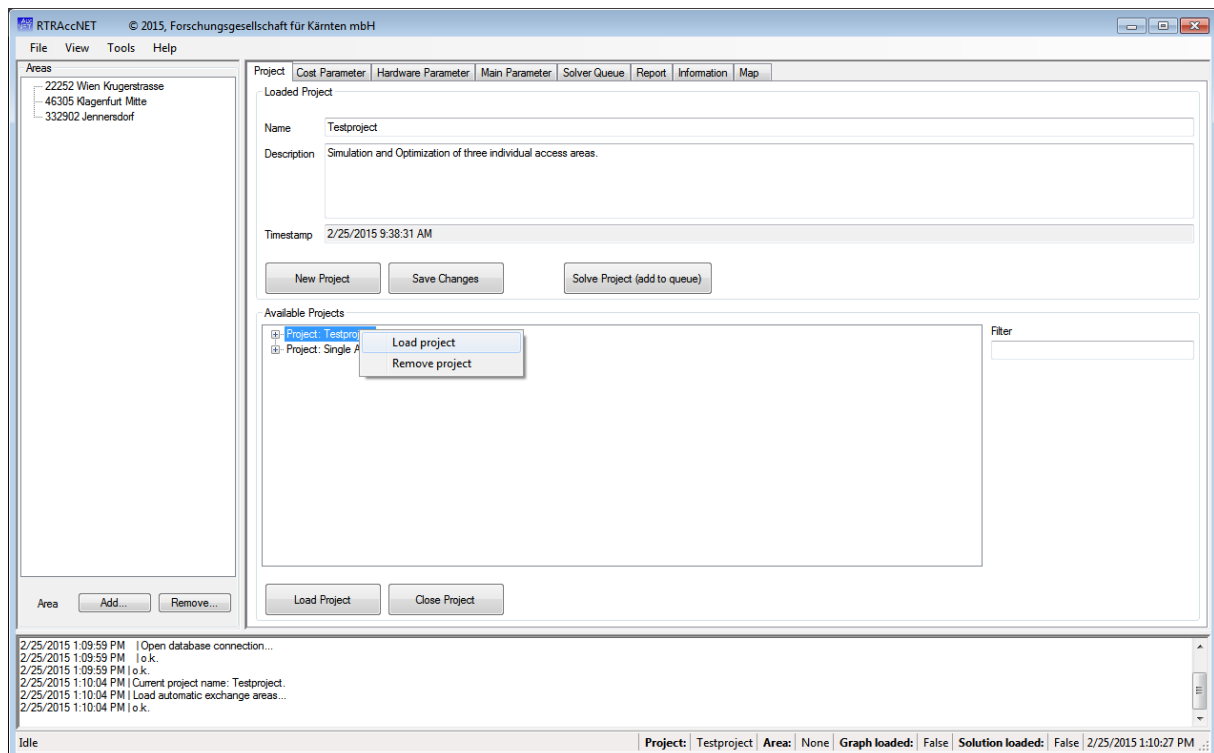 RTRAccNET © 2015, Forschungsgesellschaft für Kärnten mbH
File View Tools Help
Areas
22252 Wien Krugerstrasse
46305 Klagenfurt Mitte
332902 Jennersdorf
Area Add... Remove...
Project Cost Parameter Hardware Parameter Main Parameter Solver Queue Report Information Map
Loaded Project
Name Testproject
Description Simulation and Optimization of three individual access areas.
Timestamp 2/25/2015 9:38:31 AM
New Project Save Changes Solve Project (add to queue)
Available Projects
Project: Testproj
Project: Single A
Load project
Remove project
Filter
Load Project Close Project
2/25/2015 1:09:59 PM | Open database connection...
2/25/2015 1:09:59 PM | o.k.
2/25/2015 1:09:59 PM | o.k.
2/25/2015 1:10:04 PM | Current project name: Testproject.
2/25/2015 1:10:04 PM | Load automatic exchange areas...
2/25/2015 1:10:04 PM | o.k.
Idle Project: Testproject Area: None Graph loaded: False Solution loaded: False 2/25/2015 1:10:27 PM